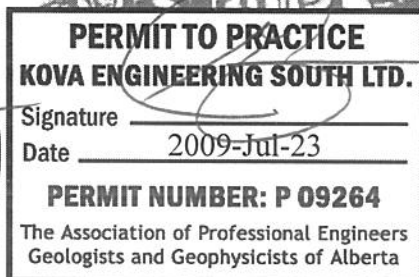 PERMIT TO PRACTICE
KOVA ENGINEERING SOUTH LTD.
Signature
Date 2009-Jul-23
PERMIT NUMBER: P 09264
The Association of Professional Engineers
Geologists and Geophysicists of Alberta